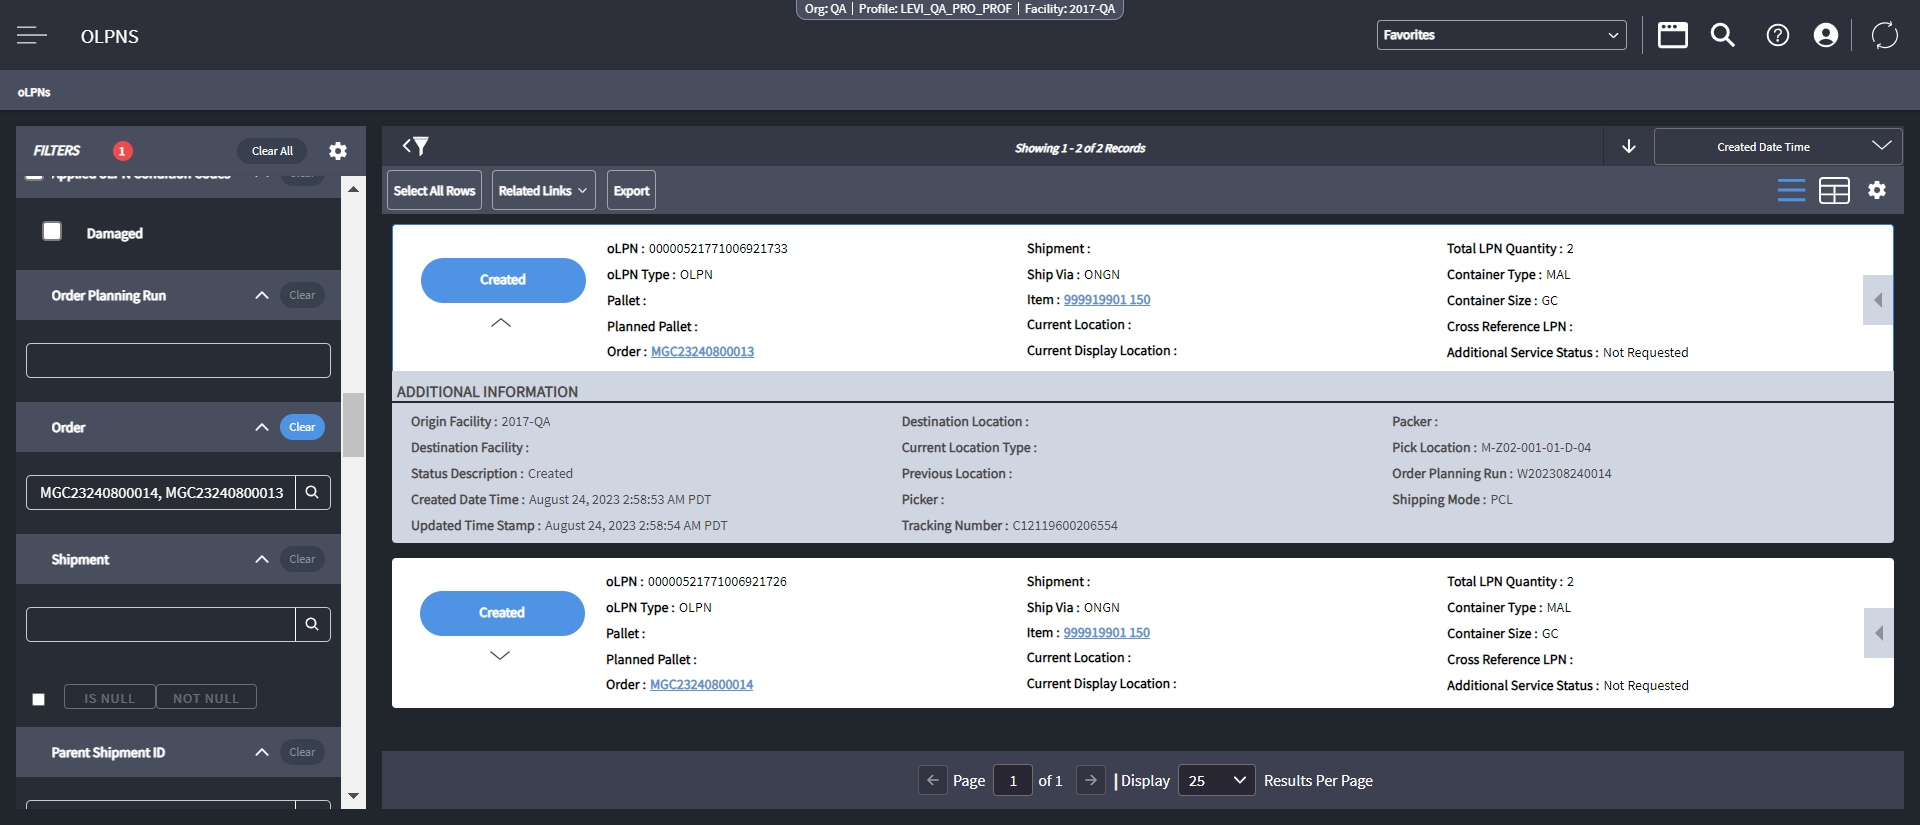 Org: QA | Profile: LEVI_QA_PRO_PROF | Facility: 2017-QA
OLPNS
Favorites
oLPNs
FILTERS
1
Clear All
Applied oLPN Condition Codes
Clear
Damaged
Order Planning Run
Clear
Order
Clear
MGC23240800014, MGC23240800013
Shipment
Clear
IS NULL
NOT NULL
Parent Shipment ID
Clear
Showing 1 - 2 of 2 Records
Created Date Time
Select All Rows
Related Links
Export
Created
oLPN : 00000521771006921733
oLPN Type : OLPN
Pallet :
Planned Pallet :
Order : MGC23240800013
Shipment :
Ship Via : ONGN
Item : 999919901 150
Current Location :
Current Display Location :
Total LPN Quantity : 2
Container Type : MAL
Container Size : GC
Cross Reference LPN :
Additional Service Status : Not Requested
ADDITIONAL INFORMATION
Origin Facility : 2017-QA
Destination Facility :
Status Description : Created
Created Date Time : August 24, 2023 2:58:53 AM PDT
Updated Time Stamp : August 24, 2023 2:58:54 AM PDT
Destination Location :
Current Location Type :
Previous Location :
Picker :
Tracking Number : C12119600206554
Packer :
Pick Location : M-Z02-001-01-D-04
Order Planning Run : W202308240014
Shipping Mode : PCL
Created
oLPN : 00000521771006921726
oLPN Type : OLPN
Pallet :
Planned Pallet :
Order : MGC23240800014
Shipment :
Ship Via : ONGN
Item : 999919901 150
Current Location :
Current Display Location :
Total LPN Quantity : 2
Container Type : MAL
Container Size : GC
Cross Reference LPN :
Additional Service Status : Not Requested
Page 1 of 1 | Display 25 Results Per Page